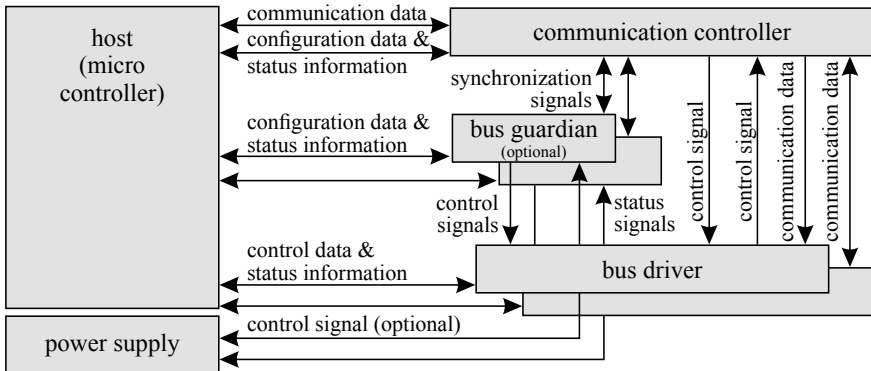 host
(micro
controller)
communication data
configuration data &
status information
communication controller
synchronization
signals
configuration data &
status information
bus guardian
(optional)
control
signals
status
signals
control signal
control signal
communication data
communication data
control data &
status information
bus driver
control signal (optional)
power supply